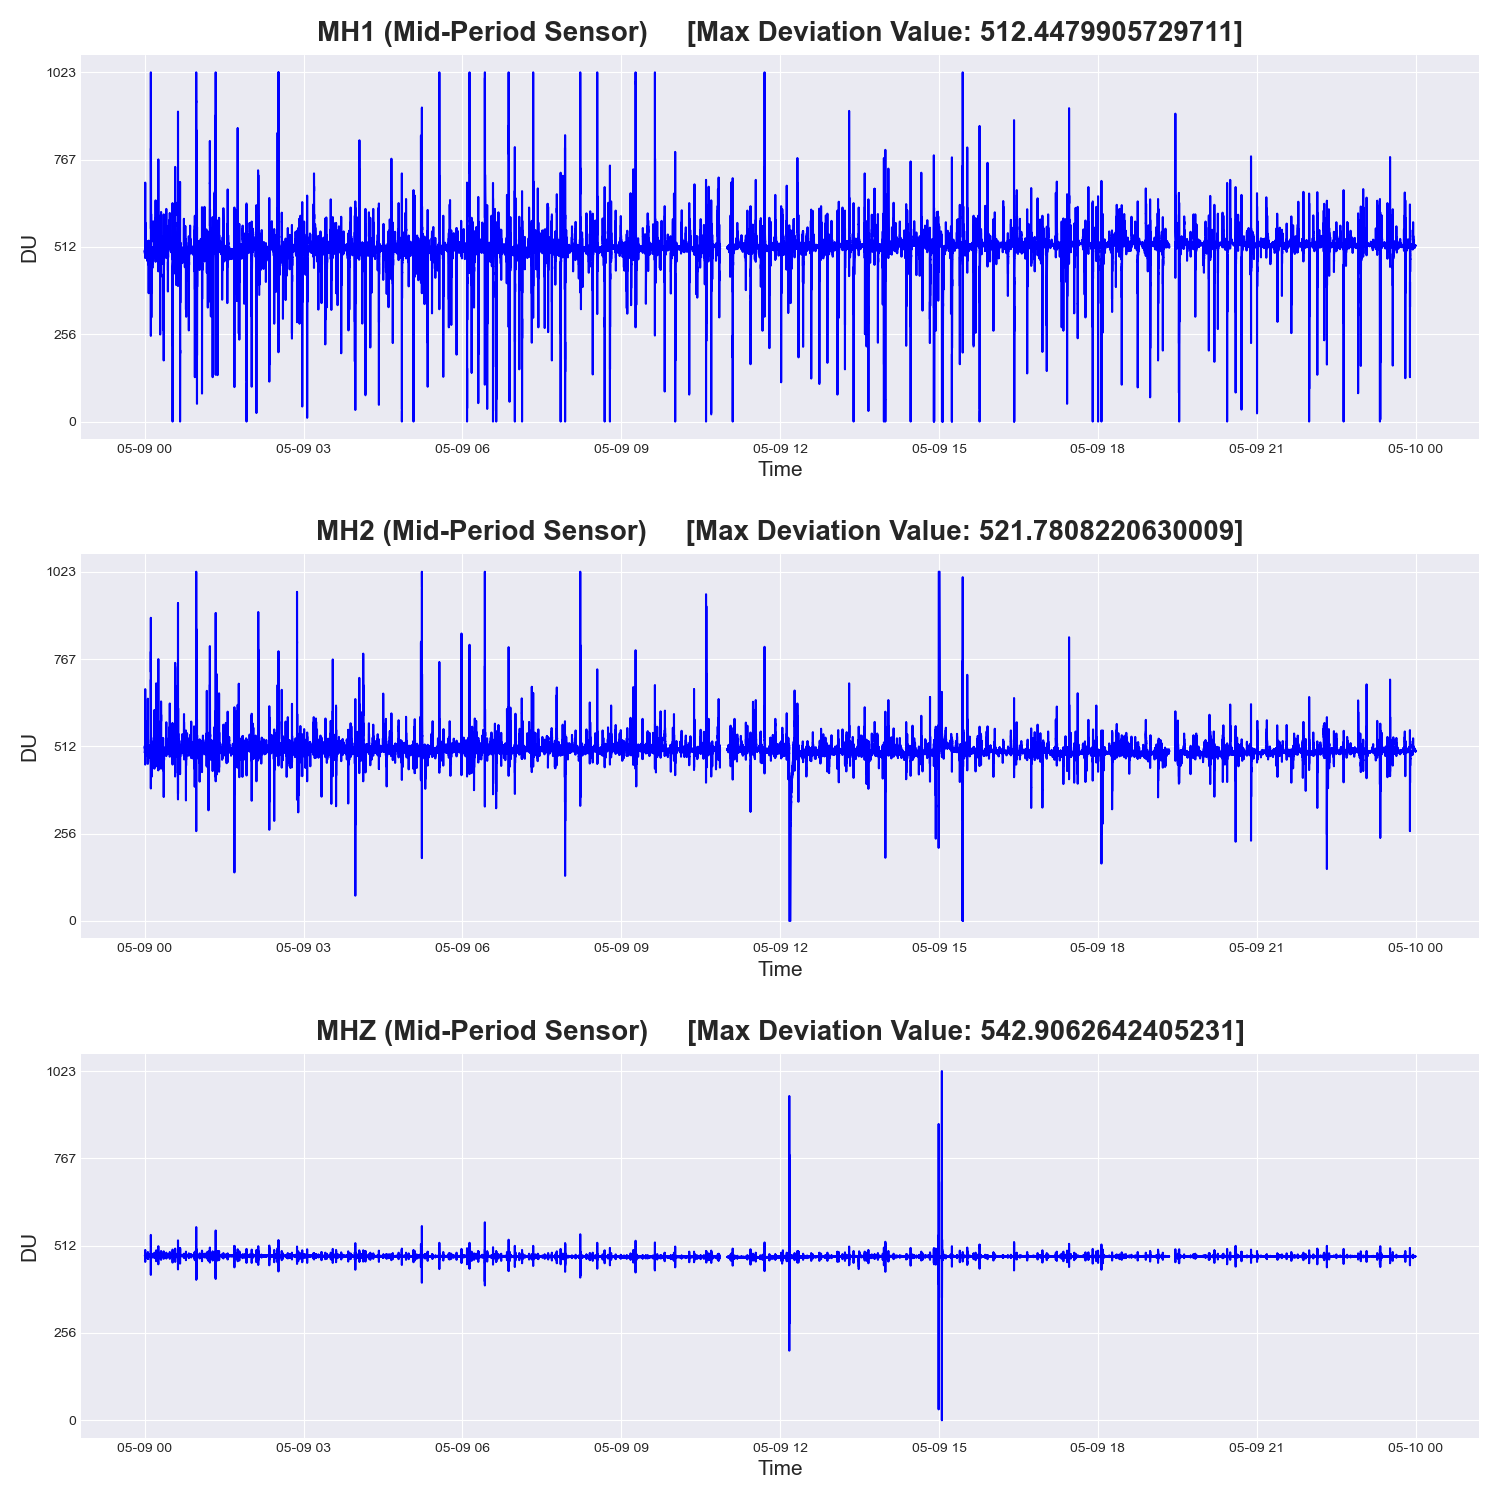 MH1 (Mid-Period Sensor) [Max Deviation Value: 512.4479905729711]
1023
767
512
256
0
DU
05-09 00 05-09 03 05-09 06 05-09 09 05-09 12 05-09 15 05-09 18 05-09 21 05-10 00
Time
MH2 (Mid-Period Sensor) [Max Deviation Value: 521.7808220630009]
1023
767
512
256
0
DU
05-09 00 05-09 03 05-09 06 05-09 09 05-09 12 05-09 15 05-09 18 05-09 21 05-10 00
Time
MHZ (Mid-Period Sensor) [Max Deviation Value: 542.9062642405231]
1023
767
512
256
0
DU
05-09 00 05-09 03 05-09 06 05-09 09 05-09 12 05-09 15 05-09 18 05-09 21 05-10 00
Time